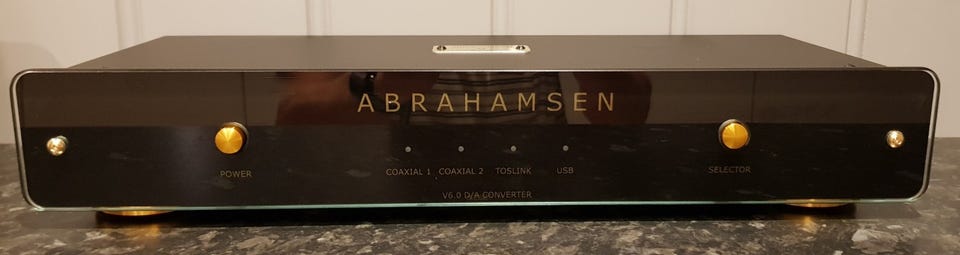 ABRAHAMSEN
POWER
COAXIAL 1 COAXIAL 2 TOSLINK USB
SELECTOR
V6.0 D/A CONVERTER